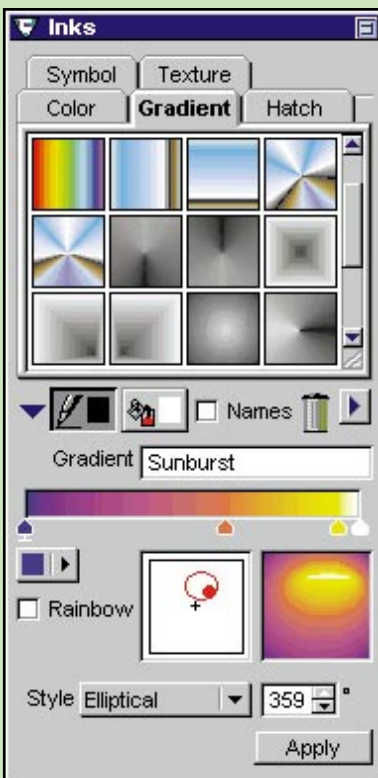 Inks
Symbol Texture
Color Gradient Hatch
Names
Gradient Sunburst
Rainbow
Style Elliptical 359 °
Apply